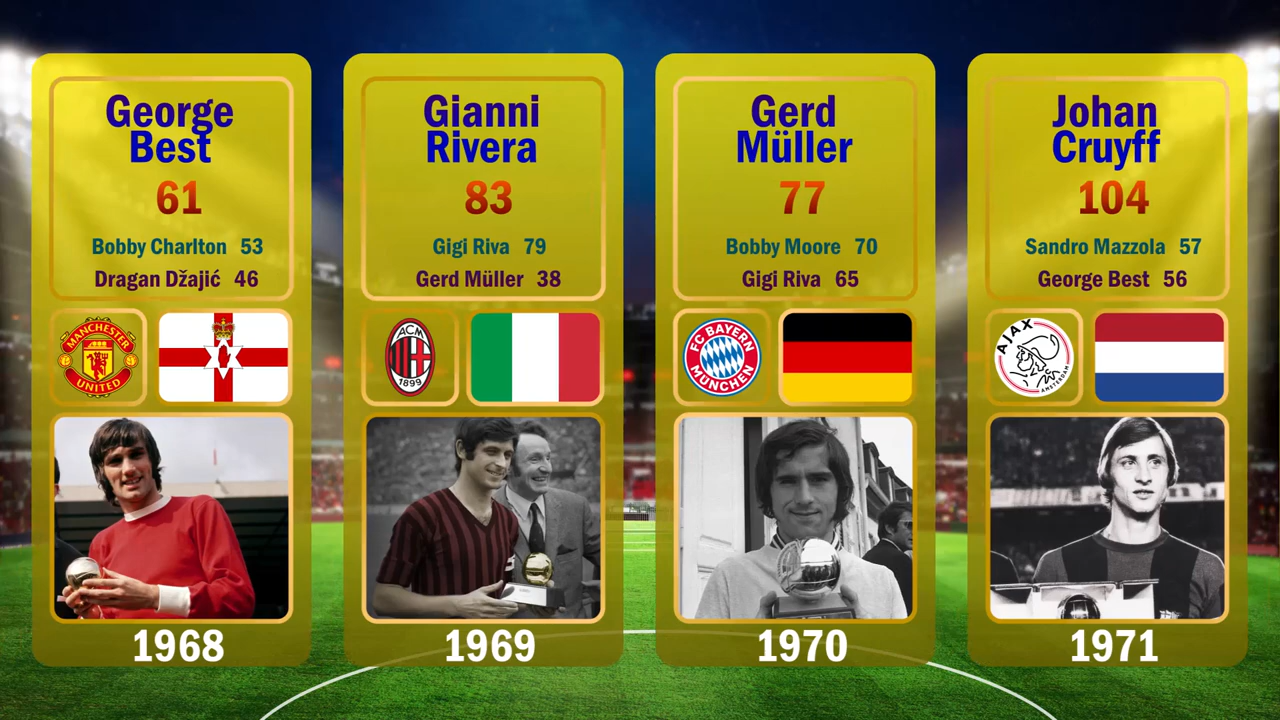 George
Best
61
Bobby Charlton 53
Dragan Džajić 46
MANCHESTER
UNITED
1968
Gianni
Rivera
83
Gigi Riva 79
Gerd Müller 38
ACM
1899
1969
Gerd
Müller
77
Bobby Moore 70
Gigi Riva 65
FC BAYERN
MÜNCHEN
1970
Johan
Cruyff
104
Sandro Mazzola 57
George Best 56
AJAX
AMSTERDAM
1971